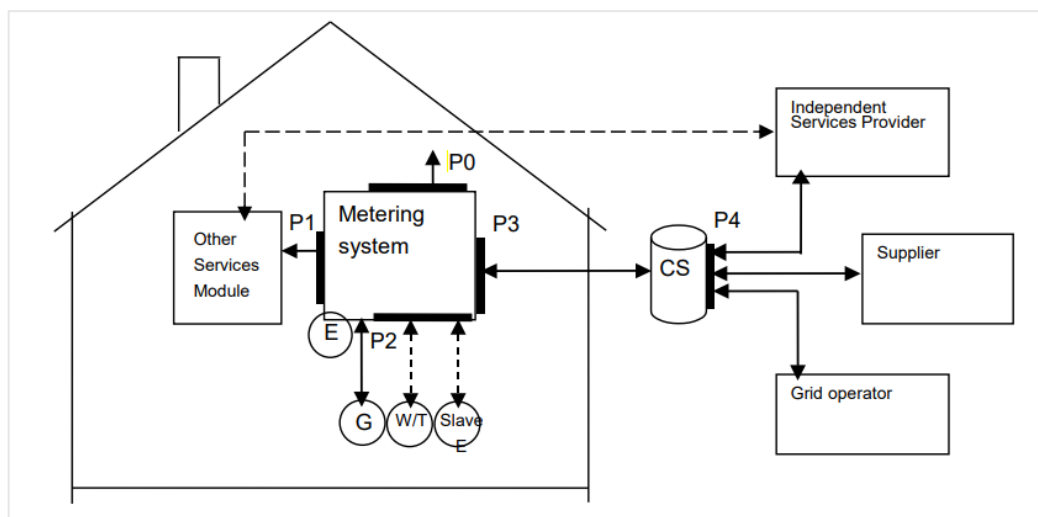 Independent
Services Provider
P0
Metering
system
P1
P3
P4
Other
Services
Module
CS
Supplier
E
P2
Grid operator
G
W/T
Slave
E